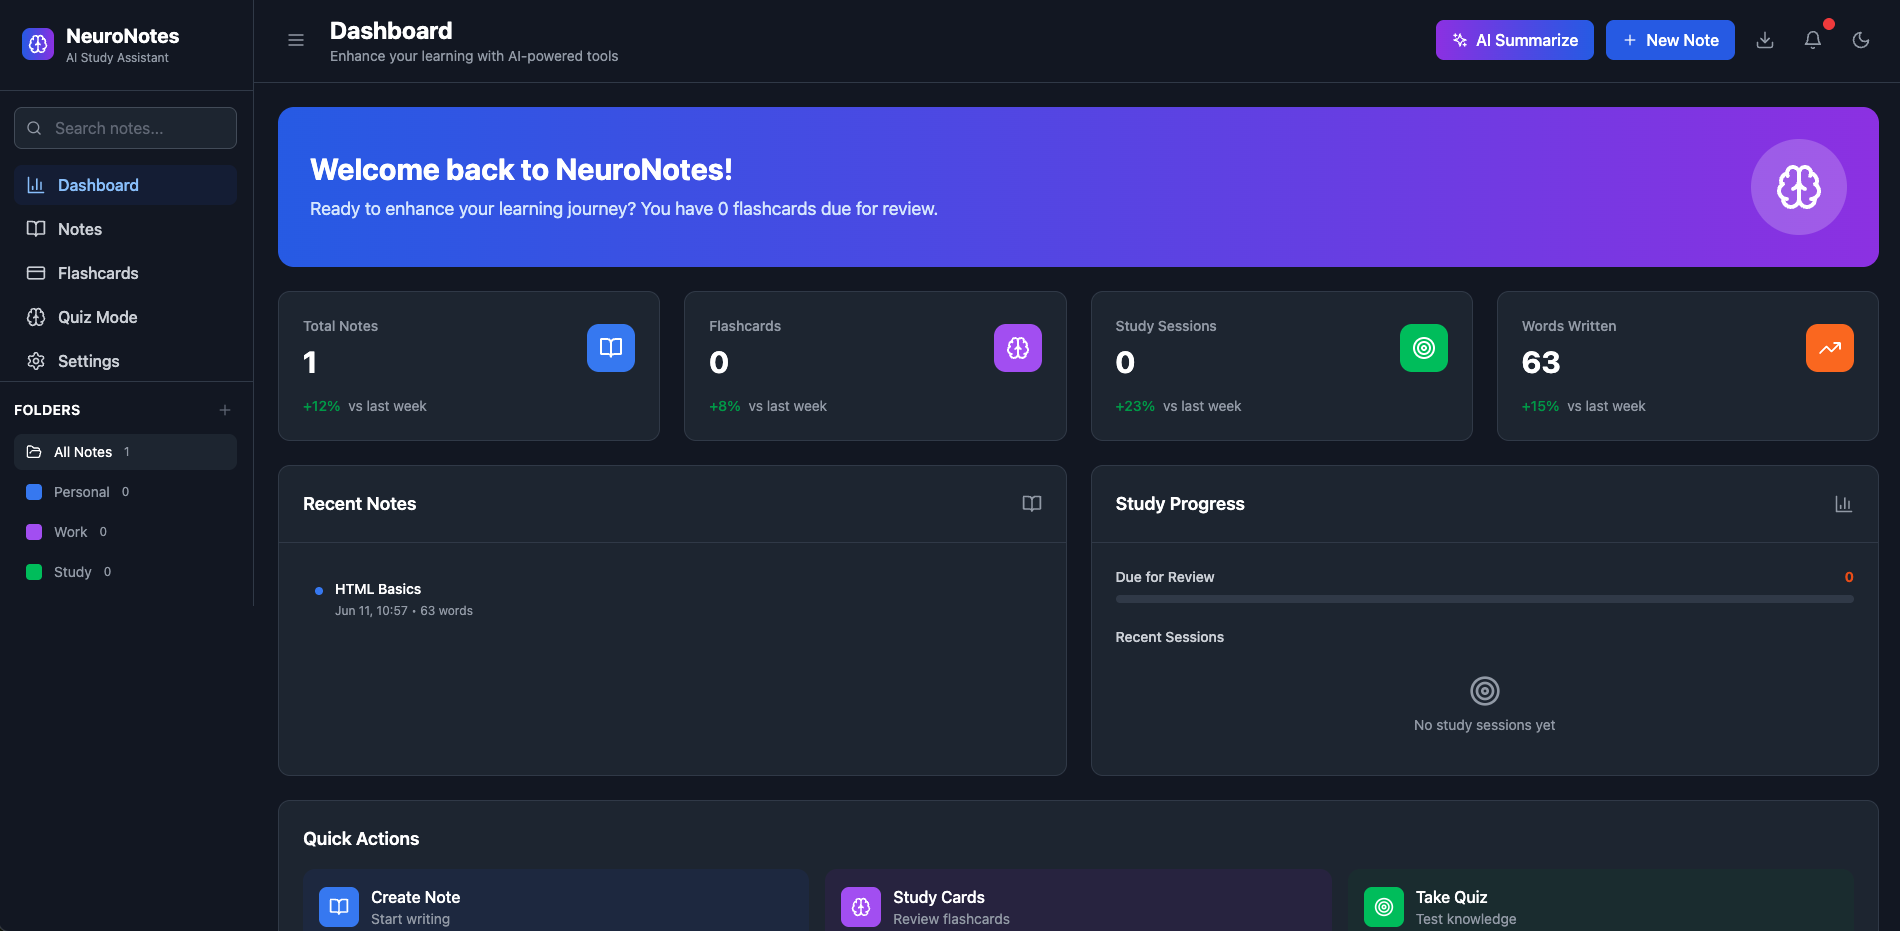 NeuroNotes
AI Study Assistant
Search notes...
Dashboard
Notes
Flashcards
Quiz Mode
Settings
FOLDERS
All Notes 1
Personal 0
Work 0
Study 0
Dashboard
Enhance your learning with AI-powered tools
AI Summarize
New Note
Welcome back to NeuroNotes!
Ready to enhance your learning journey? You have 0 flashcards due for review.
Total Notes
1
+12% vs last week
Flashcards
0
+8% vs last week
Study Sessions
0
+23% vs last week
Words Written
63
+15% vs last week
Recent Notes
HTML Basics
Jun 11, 10:57 • 63 words
Study Progress
Due for Review 0
Recent Sessions
No study sessions yet
Quick Actions
Create Note
Start writing
Study Cards
Review flashcards
Take Quiz
Test knowledge